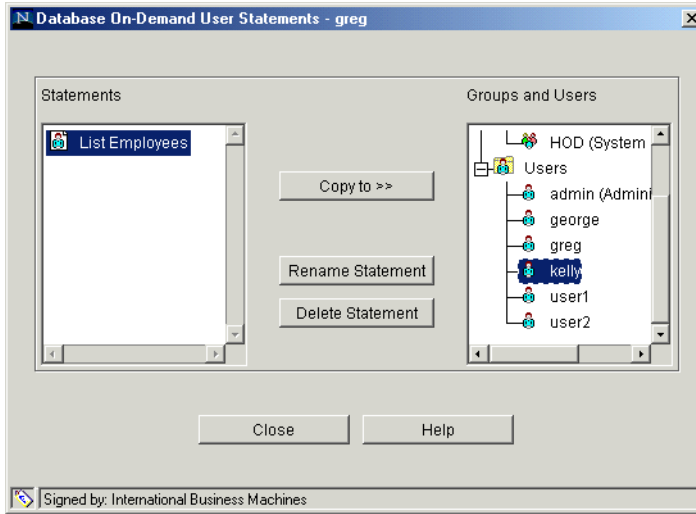 Database On-Demand User Statements - greg
Statements
Groups and Users
List Employees
HOD (System
Users
admin (Admini
george
greg
kelly
user1
user2
Copy to >>
Rename Statement
Delete Statement
Close
Help
Signed by: International Business Machines